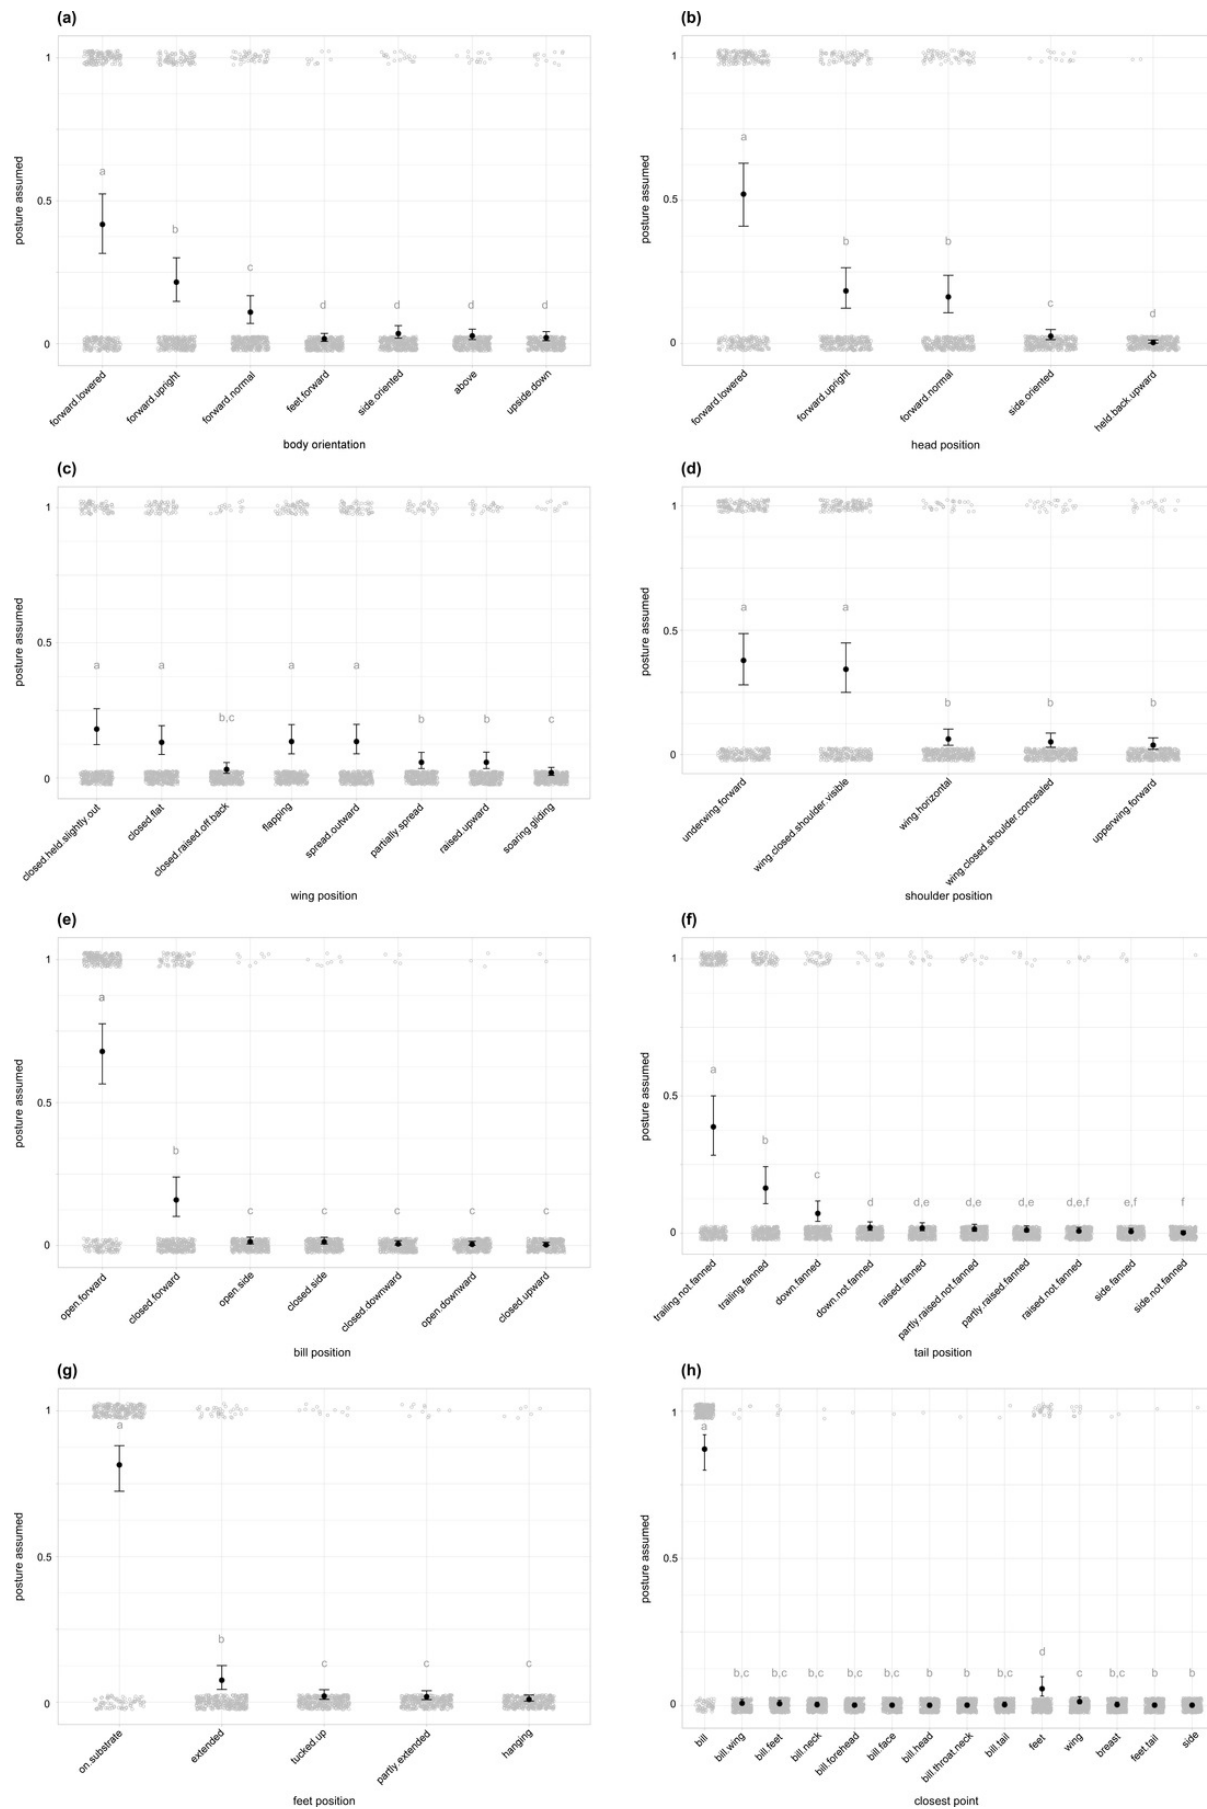 (a)
posture assumed
1
0.5
0
a
b
c
d
d
d
d
forward.lowered
forward.upright
forward.normal
feet.forward
side.oriented
above
upside.down
body orientation
(b)
posture assumed
1
0.5
0
a
b
b
c
d
forward.lowered
forward.upright
forward.normal
side.oriented
held.back.upward
head position
(c)
posture assumed
1
0.5
0
a
a
b,c
a
a
b
b
c
closed.held.slightly.out
closed.flat
closed.raised.off.back
flapping
spread.outward
partially.spread
raised.upward
soaring.gliding
wing position
(d)
posture assumed
1
0.5
0
a
a
b
b
b
underwing.forward
wing.closed.shoulder.visible
wing.horizontal
wing.closed.shoulder.concealed
upperwing.forward
shoulder position
(e)
posture assumed
1
0.5
0
a
b
c
c
c
c
c
open.forward
closed.forward
open.side
closed.side
closed.downward
open.downward
closed.upward
bill position
(f)
posture assumed
1
0.5
0
a
b
c
d
d,e
d,e
d,e
d,e,f
e,f
f
trailing.not.fanned
trailing.fanned
down.fanned
down.not.fanned
raised.fanned
partly.raised.not.fanned
partly.raised.fanned
raised.not.fanned
side.fanned
side.not.fanned
tail position
(g)
posture assumed
1
0.5
0
a
b
c
c
c
on.substrate
extended
tucked.up
partly.extended
hanging
feet position
(h)
posture assumed
1
0.5
0
a
b,c
b,c
b,c
b,c
b,c
b
b
b,c
d
c
b,c
b
b
bill
bill.wing
bill.feet
bill.neck
bill.forehead
bill.face
bill.head
bill.throat.neck
bill.tail
feet
wing
breast
feet.tail
side
closest point